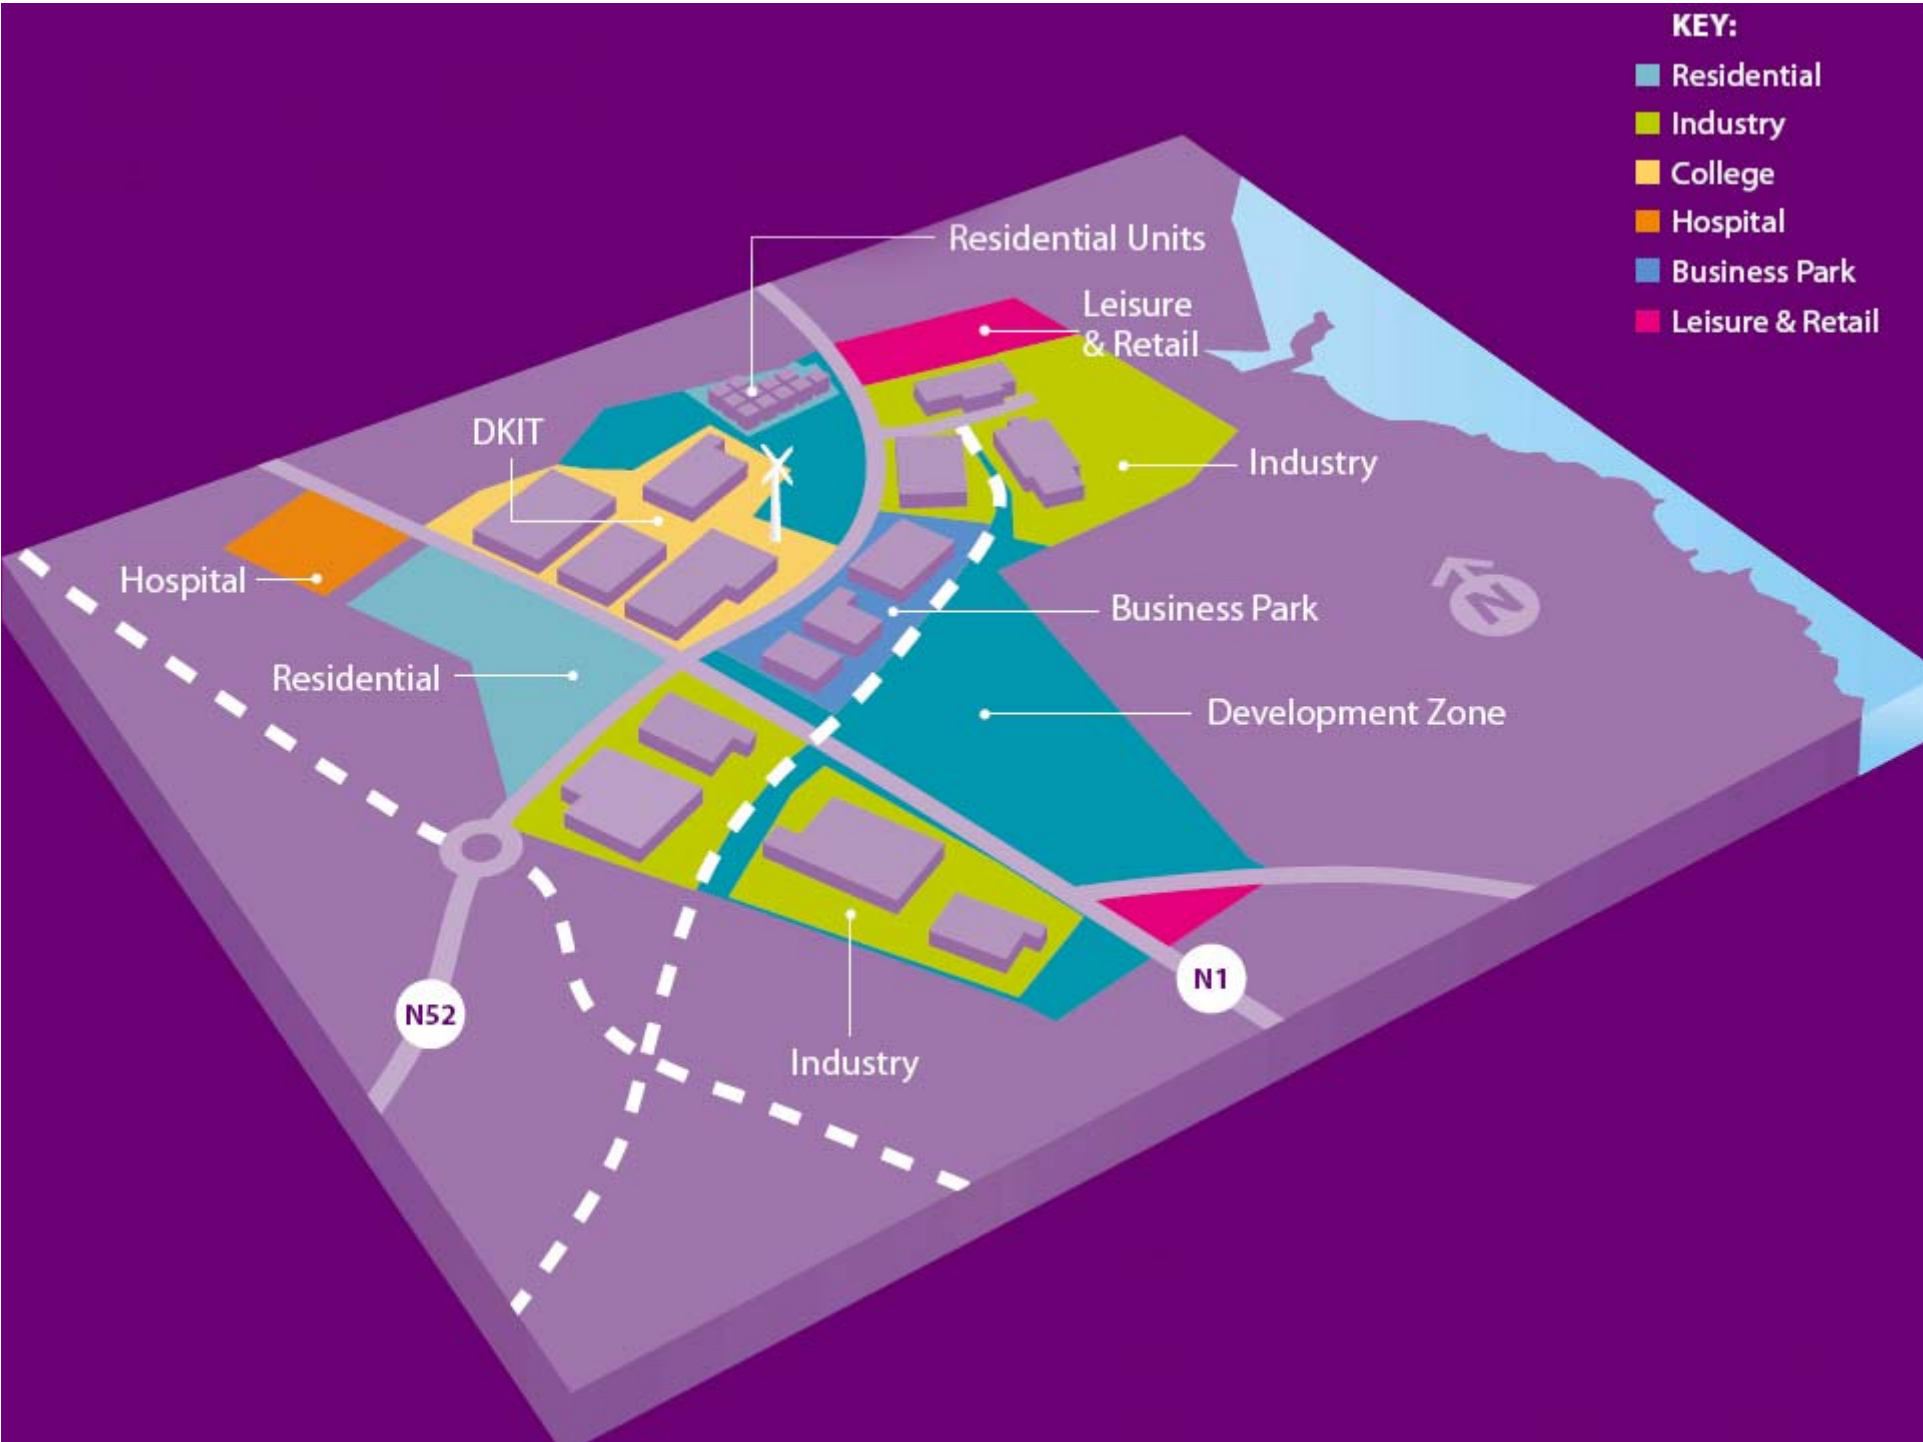 KEY:
Residential
Industry
College
Hospital
Business Park
Leisure & Retail
Residential Units
Leisure
& Retail
DKIT
Industry
Hospital
Business Park
N
Residential
Development Zone
N1
N52
Industry